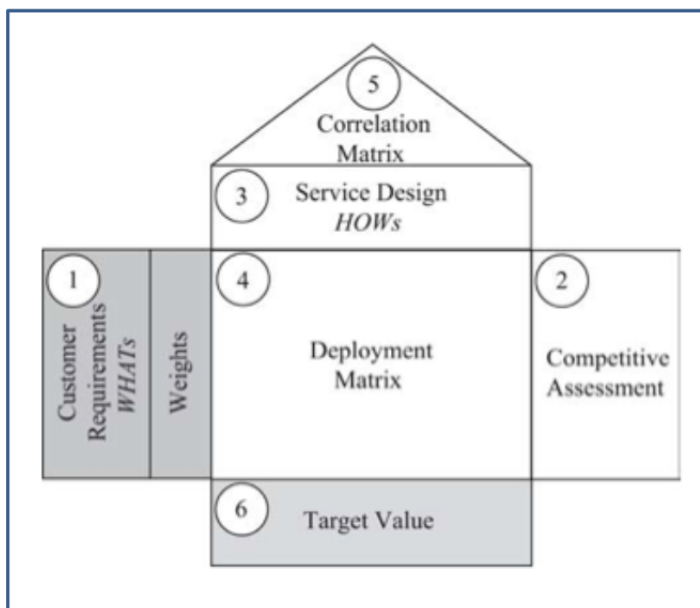 5
Correlation
Matrix
3
Service Design
HOWs
1
Customer
Requirements
WHATs
Weights
4
Deployment
Matrix
2
Competitive
Assessment
6
Target Value